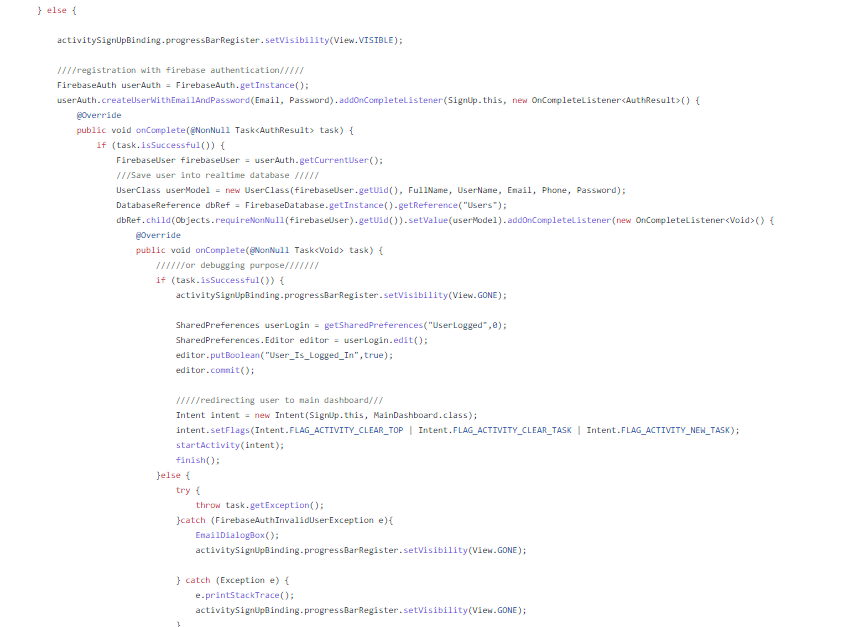 } else {
activitySignUpBinding.progressBarRegister.setVisibility(View.VISIBLE);
////registration with firebase authentication/////
FirebaseAuth userAuth = FirebaseAuth.getInstance();
userAuth.createUserWithEmailAndPassword(Email, Password).addOnCompleteListener(SignUp.this, new OnCompleteListener<AuthResult>() {
@Override
public void onComplete(@NonNull Task<AuthResult> task) {
if (task.isSuccessful()) {
FirebaseUser firebaseUser = userAuth.getCurrentUser();
///Save user into realtime database /////
UserClass userModel = new UserClass(firebaseUser.getUid(), FullName, UserName, Email, Phone, Password);
DatabaseReference dbRef = FirebaseDatabase.getInstance().getReference("Users");
dbRef.child(Objects.requireNonNull(firebaseUser).getUid()).setValue(userModel).addOnCompleteListener(new OnCompleteListener<Void>() {
@Override
public void onComplete(@NonNull Task<Void> task) {
//////or debugging purpose///////
if (task.isSuccessful()) {
activitySignUpBinding.progressBarRegister.setVisibility(View.GONE);
SharedPreferences userLogin = getSharedPreferences("UserLogged",0);
SharedPreferences.Editor editor = userLogin.edit();
editor.putBoolean("User_Is_Logged_In",true);
editor.commit();
/////redirecting user to main dashboard///
Intent intent = new Intent(SignUp.this, MainDashboard.class);
intent.setFlags(Intent.FLAG_ACTIVITY_CLEAR_TOP | Intent.FLAG_ACTIVITY_CLEAR_TASK | Intent.FLAG_ACTIVITY_NEW_TASK);
startActivity(intent);
finish();
}else {
try {
throw task.getException();
}catch (FirebaseAuthInvalidUserException e){
EmailDialogBox();
activitySignUpBinding.progressBarRegister.setVisibility(View.GONE);
} catch (Exception e) {
e.printStackTrace();
activitySignUpBinding.progressBarRegister.setVisibility(View.GONE);
}